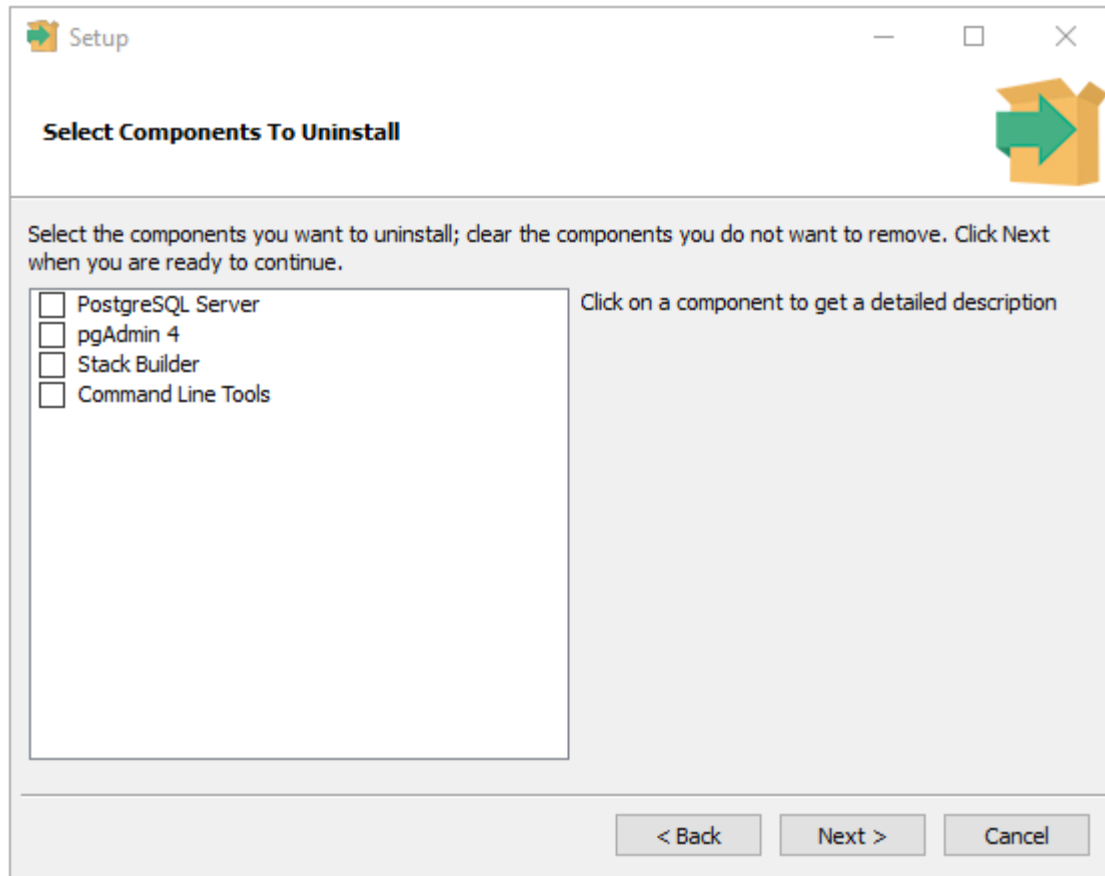 Setup
Select Components To Uninstall
Select the components you want to uninstall; clear the components you do not want to remove. Click Next
when you are ready to continue.
PostgreSQL Server
pgAdmin 4
Stack Builder
Command Line Tools
Click on a component to get a detailed description
< Back
Next >
Cancel